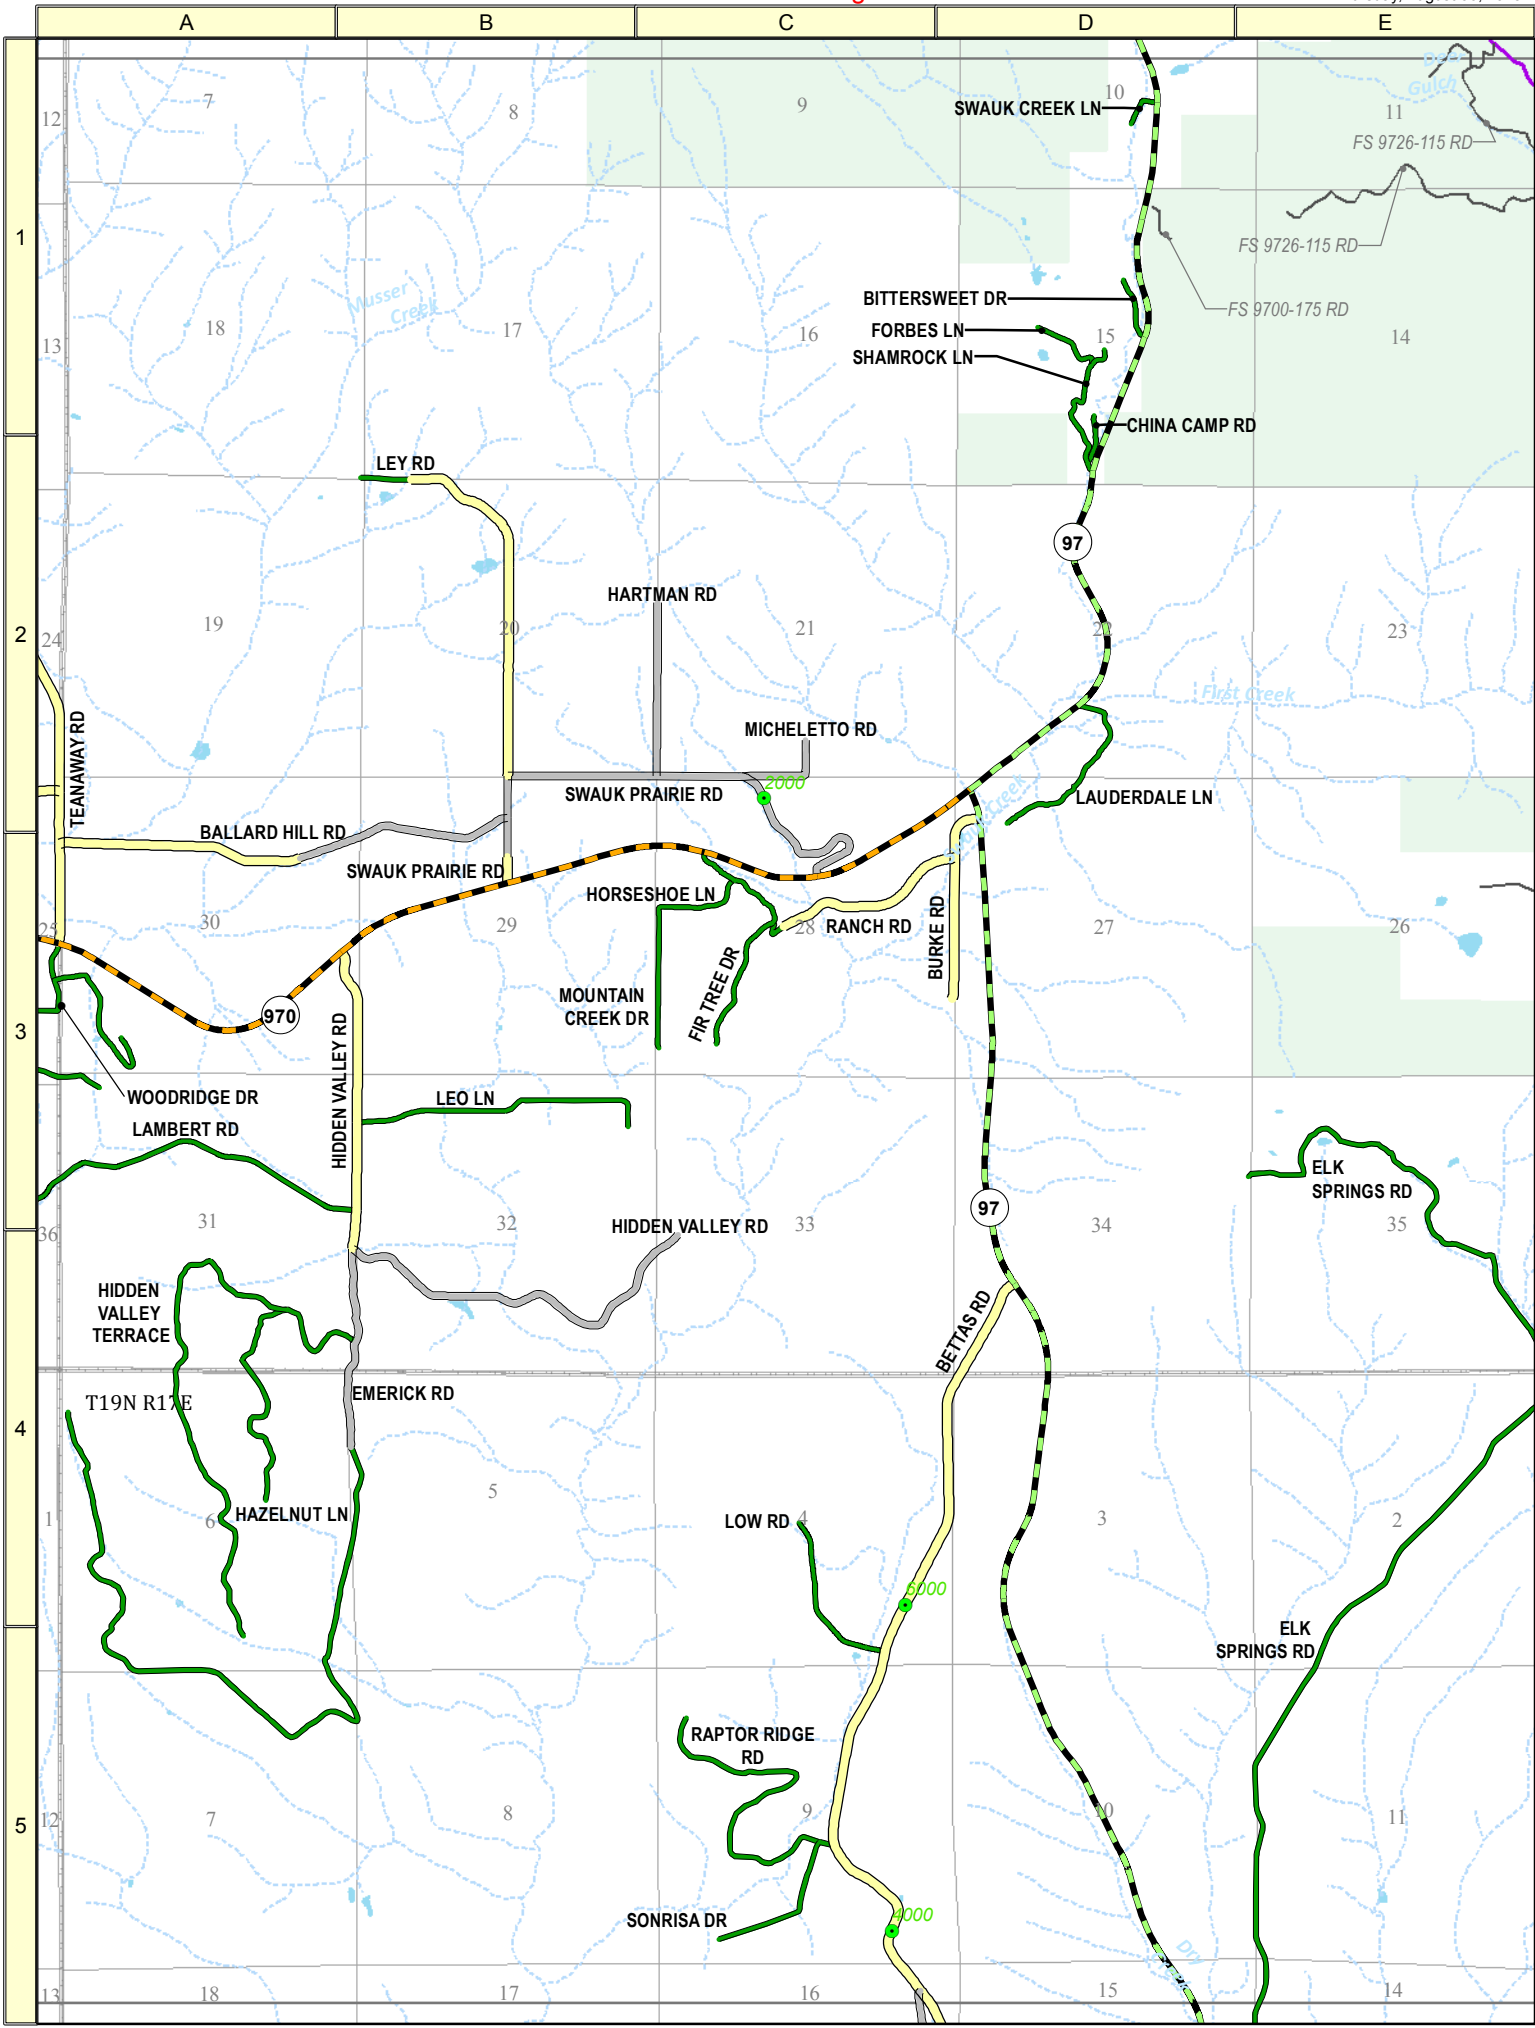 A B C D E
7
8
9
10
SWAUK CREEK LN
11
Gulch
12
FS 9726-115 RD
1
FS 9726-115 RD
Musser
Creek
BITTERSWEET DR
FS 9700-175 RD
18
17
16
FORBES LN
15
14
13
SHAMROCK LN
CHINA CAMP RD
LEY RD
97
HARTMAN RD
2
24
19
20
21
22
23
First Creek
TEANAWAY RD
MICHELETTO RD
2000
SWAUK PRAIRIE RD
Creek
LAUDERDALE LN
BALLARD HILL RD
SWAUK PRAIRIE RD
HORSESHOE LN
25
30
29
28
RANCH RD
BURKE RD
27
26
MOUNTAIN
CREEK DR
FIR TREE DR
970
3
HIDDEN VALLEY RD
WOODRIDGE DR
LEO LN
LAMBERT RD
ELK
SPRINGS RD
97
36
31
32
HIDDEN VALLEY RD
33
34
35
HIDDEN
VALLEY
TERRACE
BETTAS RD
T19N R17E
EMERICK RD
4
1
6
HAZELNUT LN
5
LOW RD
4
3
2
6000
ELK
SPRINGS RD
RAPTOR RIDGE
RD
5
12
7
8
9
10
11
SONRISA DR
4000
Dry
13
18
17
16
15
14